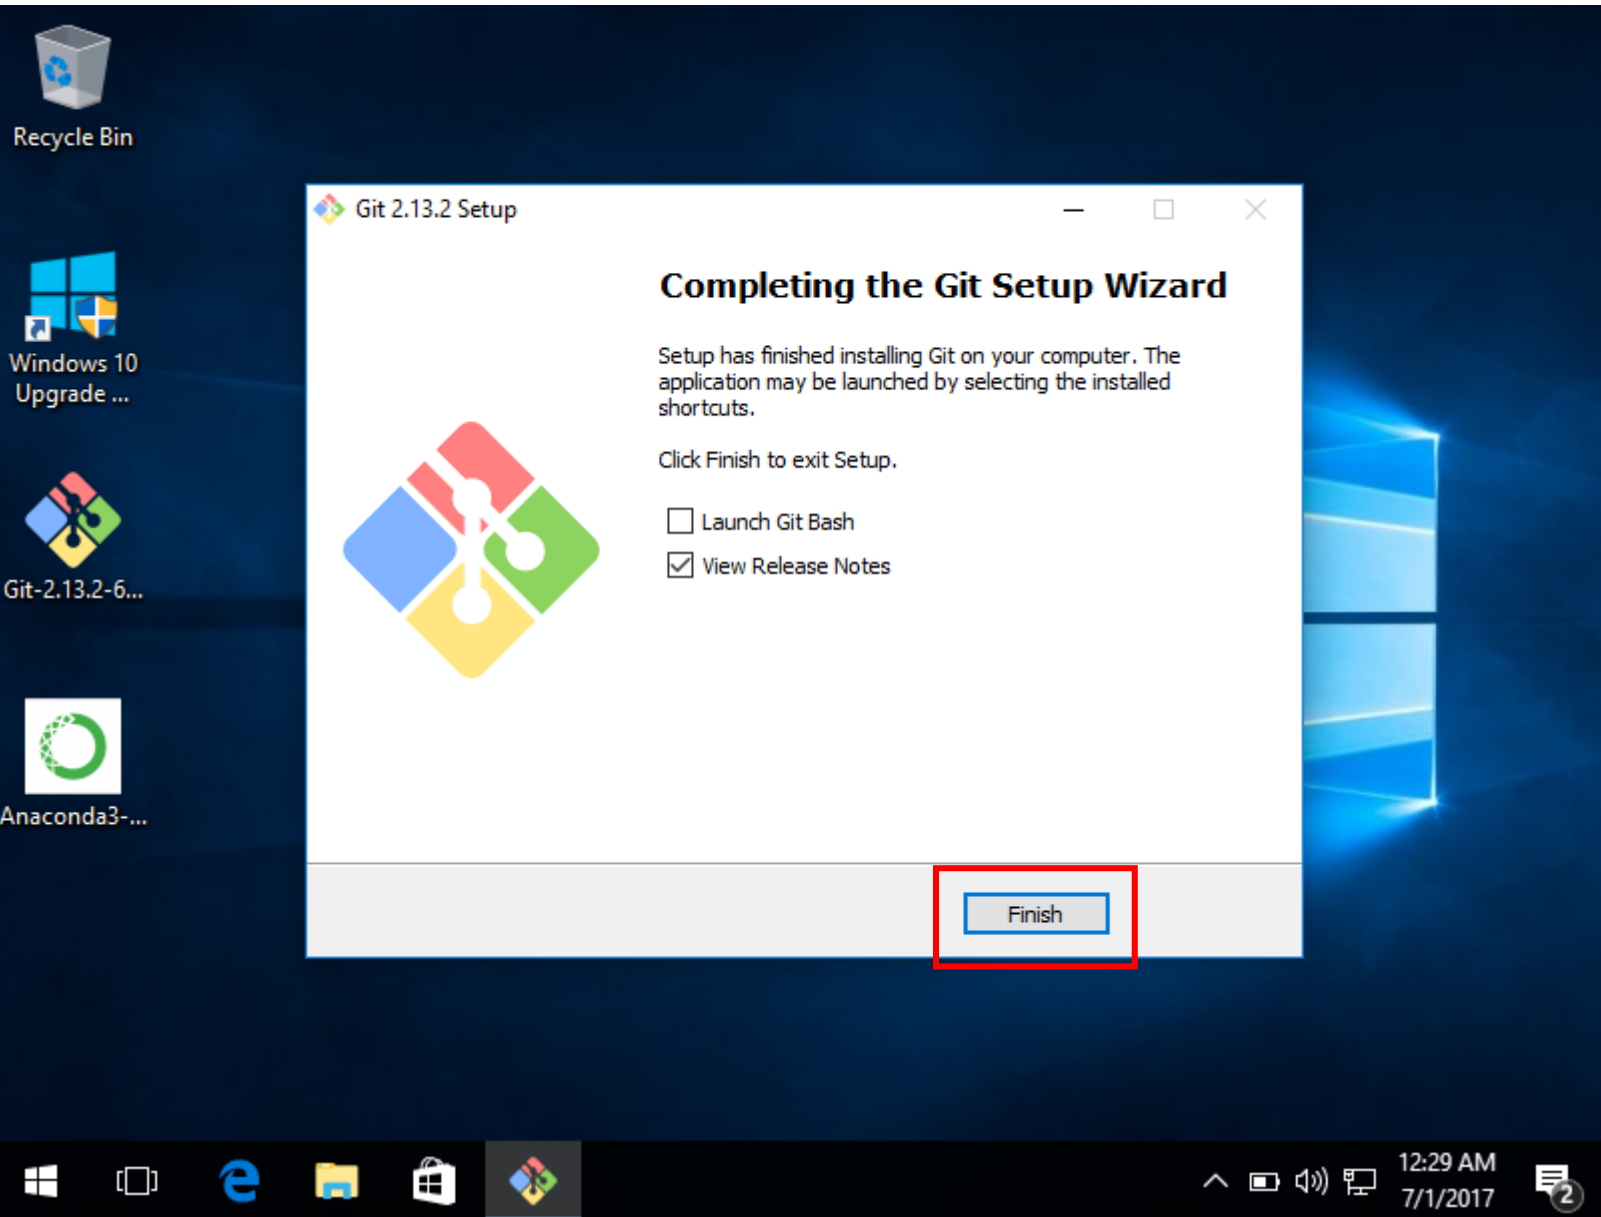 Recycle Bin
Windows 10
Upgrade ...
Git-2.13.2-6...
Anaconda3-...
Git 2.13.2 Setup
Completing the Git Setup Wizard
Setup has finished installing Git on your computer. The
application may be launched by selecting the installed
shortcuts.
Click Finish to exit Setup.
Launch Git Bash
View Release Notes
Finish
12:29 AM
7/1/2017
2